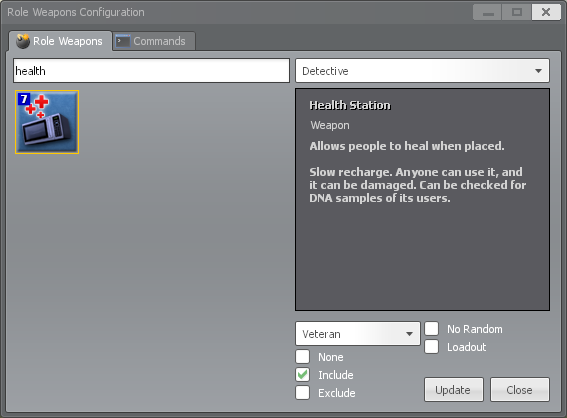 Role Weapons Configuration
Role Weapons
Commands
health
Detective
7
Health Station
Weapon
Allows people to heal when placed.
Slow recharge. Anyone can use it, and
it can be damaged. Can be checked for
DNA samples of its users.
Veteran
No Random
Loadout
None
Include
Exclude
Update
Close